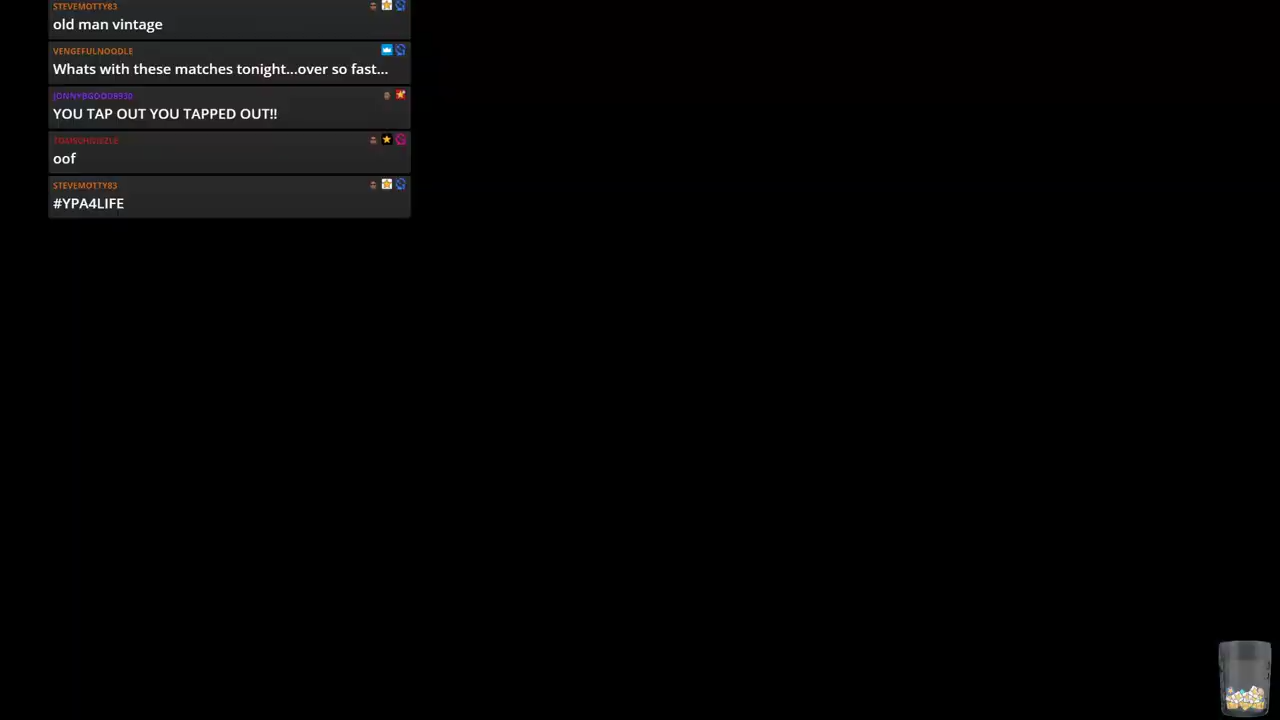 STEVEMOTTY83
old man vintage
VENGEFULNOODLE
Whats with these matches tonight...over so fast...
JONNYBGOOD8930
YOU TAP OUT YOU TAPPED OUT!!
oof
STEVEMOTTY83
#YPA4LIFE